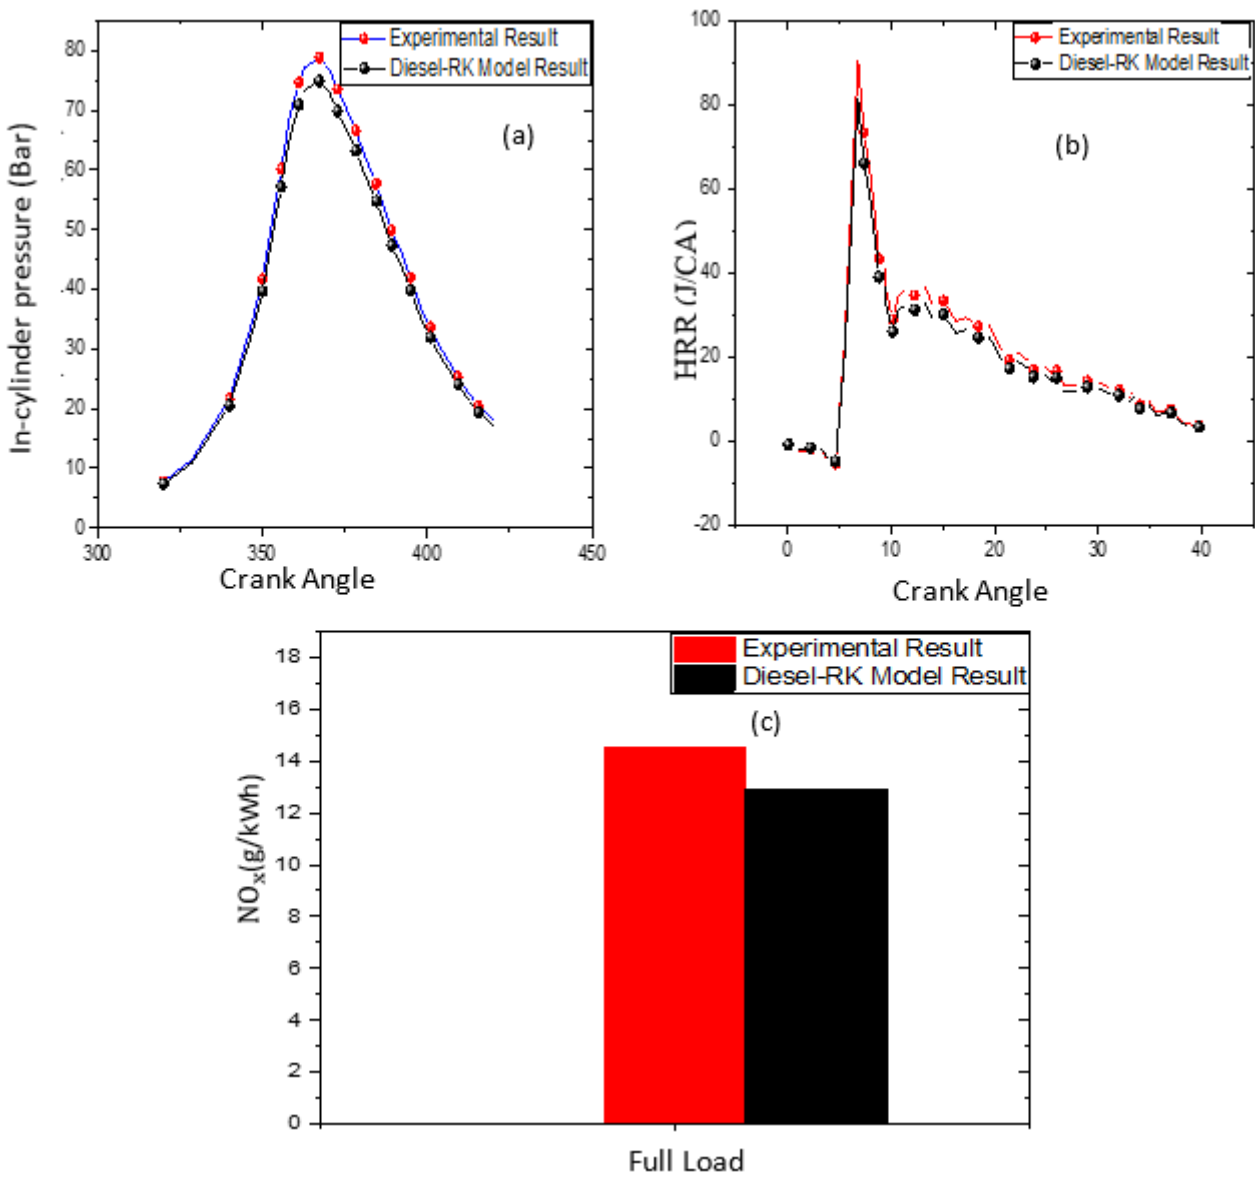 Experimental Result
Diesel-RK Model Result
(a)
In-cylinder pressure (Bar)
80
70
60
50
40
30
20
10
0
300
350
400
450
Crank Angle
Experimental Result
Diesel-RK Model Result
(b)
HRR (J/CA)
100
80
60
40
20
0
-20
0
10
20
30
40
Crank Angle
Experimental Result
Diesel-RK Model Result
(c)
NOx(g/kWh)
18
16
14
12
10
8
6
4
2
0
Full Load